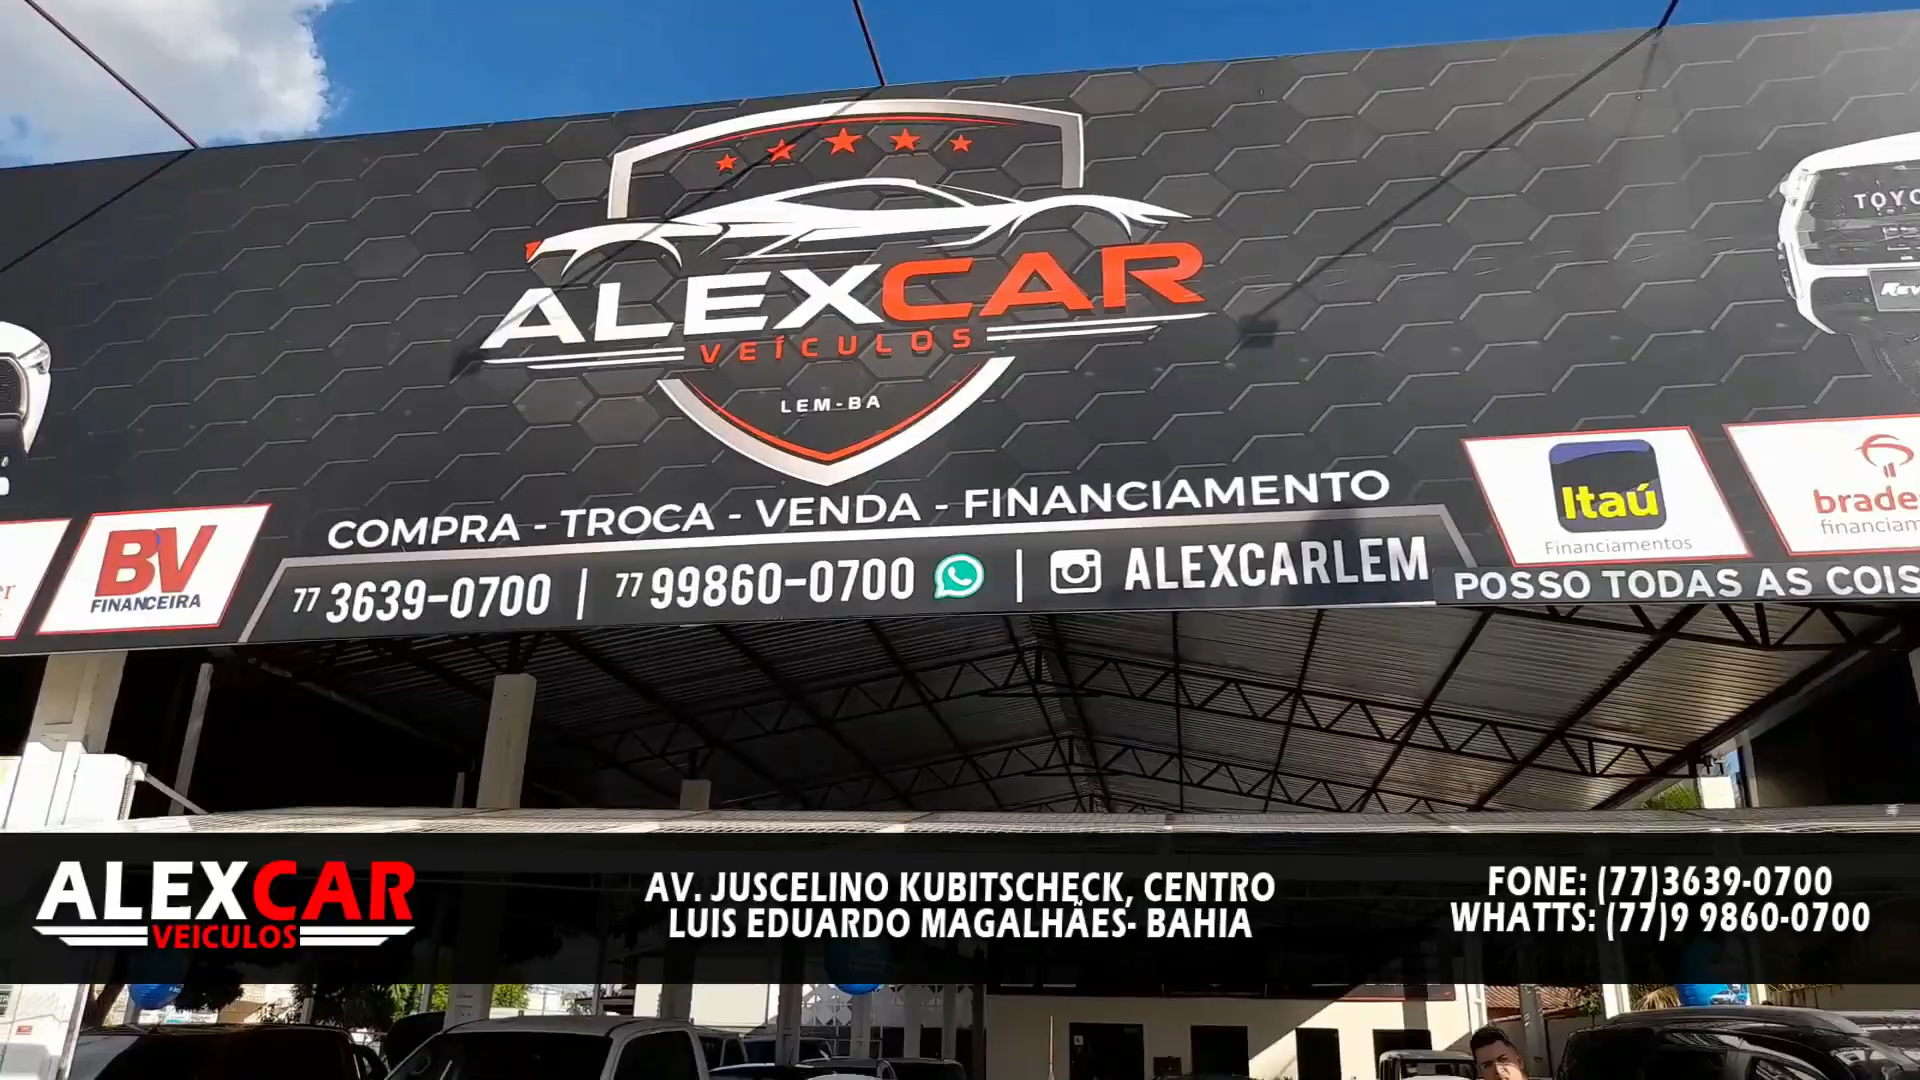 ALEXCAR
VEÍCULOS
LEM-BA
COMPRA - TROCA - VENDA - FINANCIAMENTO
77 3639-0700 | 77 99860-0700 | ALEXCARLEM
BV
FINANCEIRA
Itaú
Financiamentos
TOYO
POSSO TODAS AS COIS
ALEXCAR
VEICULOS
AV. JUSCELINO KUBITSCHECK, CENTRO
LUIS EDUARDO MAGALHÃES- BAHIA
FONE: (77)3639-0700
WHATTS: (77)9 9860-0700